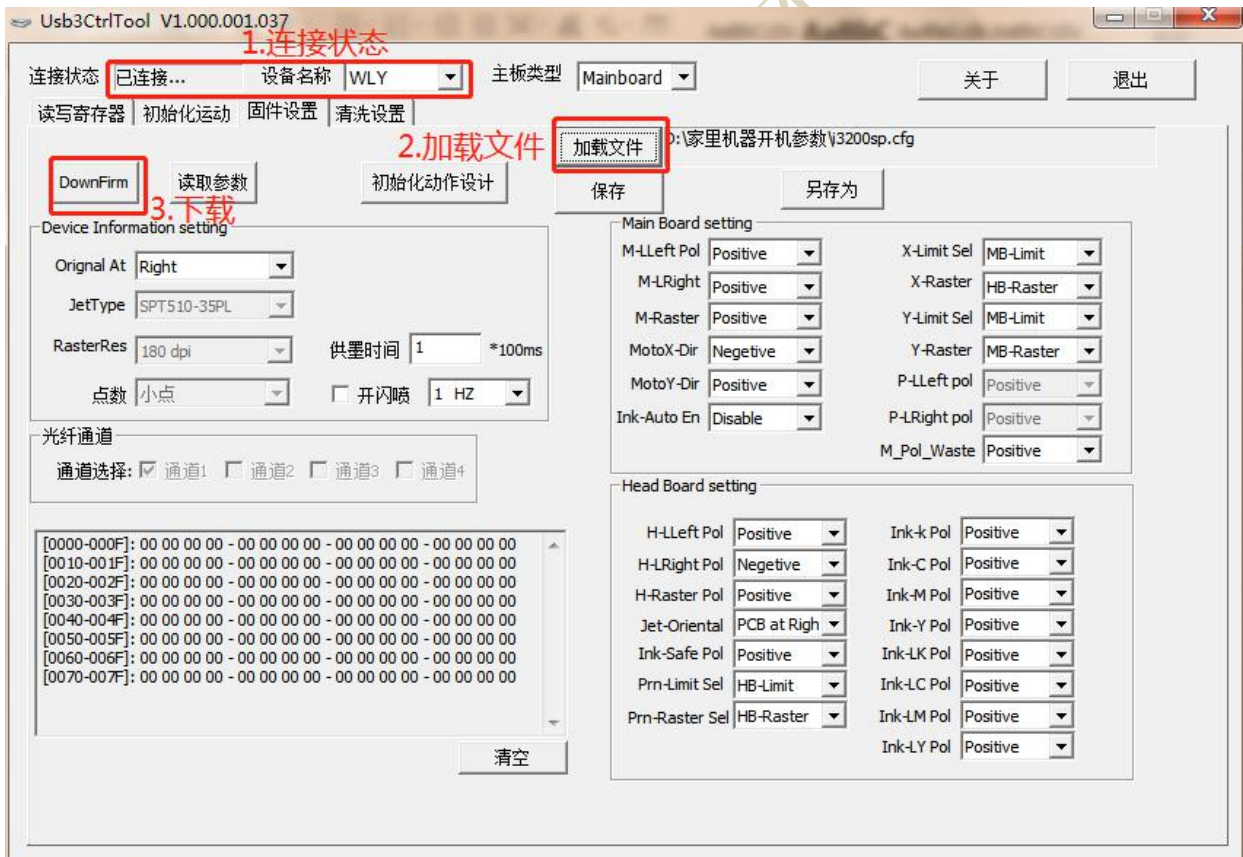 Usb3CtrlTool V1.000.001.037
1.连接状态
连接状态 已连接... 设备名称 WLY 主板类型 Mainboard 关于 退出
读写寄存器 初始化运动 固件设置 清洗设置
2.加载文件 加载文件 D:\家里机器开机参数\i3200sp.cfg
DownFirm 读取参数 初始化动作设计 保存 另存为
3.下载
Device Information setting
Orignal At Right
JetType SPT510-35PL
RasterRes 180 dpi 供墨时间 1 *100ms
点数 小点 开闪喷 1 HZ
光纤通道
通道选择: 通道1 通道2 通道3 通道4
[0000-000F]: 00 00 00 00 - 00 00 00 00 - 00 00 00 00 - 00 00 00 00
[0010-001F]: 00 00 00 00 - 00 00 00 00 - 00 00 00 00 - 00 00 00 00
[0020-002F]: 00 00 00 00 - 00 00 00 00 - 00 00 00 00 - 00 00 00 00
[0030-003F]: 00 00 00 00 - 00 00 00 00 - 00 00 00 00 - 00 00 00 00
[0040-004F]: 00 00 00 00 - 00 00 00 00 - 00 00 00 00 - 00 00 00 00
[0050-005F]: 00 00 00 00 - 00 00 00 00 - 00 00 00 00 - 00 00 00 00
[0060-006F]: 00 00 00 00 - 00 00 00 00 - 00 00 00 00 - 00 00 00 00
[0070-007F]: 00 00 00 00 - 00 00 00 00 - 00 00 00 00 - 00 00 00 00
清空
Main Board setting
M-LLeft Pol Positive X-Limit Sel MB-Limit
M-LRight Positive X-Raster HB-Raster
M-Raster Positive Y-Limit Sel MB-Limit
MotoX-Dir Negetive Y-Raster MB-Raster
MotoY-Dir Positive P-LLeft pol Positive
Ink-Auto En Disable P-LRight pol Positive
M_Pol_Waste Positive
Head Board setting
H-LLeft Pol Positive Ink-k Pol Positive
H-LRight Pol Negetive Ink-C Pol Positive
H-Raster Pol Positive Ink-M Pol Positive
Jet-Oriental PCB at Righ Ink-Y Pol Positive
Ink-Safe Pol Positive Ink-LK Pol Positive
Prn-Limit Sel HB-Limit Ink-LC Pol Positive
Prn-Raster Sel HB-Raster Ink-LM Pol Positive
Ink-LY Pol Positive